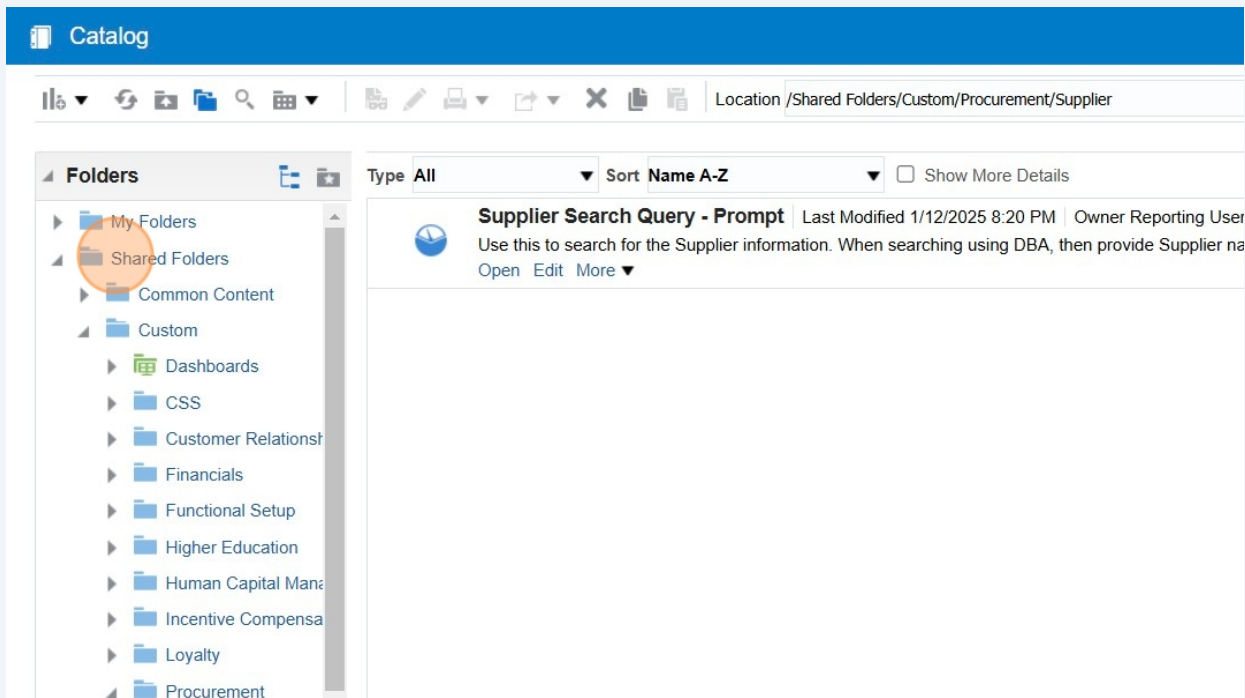 Catalog
Location /Shared Folders/Custom/Procurement/Supplier
Folders
Type All Sort Name A-Z Show More Details
My Folders
Shared Folders
Common Content
Custom
Dashboards
CSS
Customer Relationsh
Financials
Functional Setup
Higher Education
Human Capital Mana
Incentive Compensa
Loyalty
Procurement
Supplier Search Query - Prompt Last Modified 1/12/2025 8:20 PM Owner Reporting User
Use this to search for the Supplier information. When searching using DBA, then provide Supplier na
Open Edit More